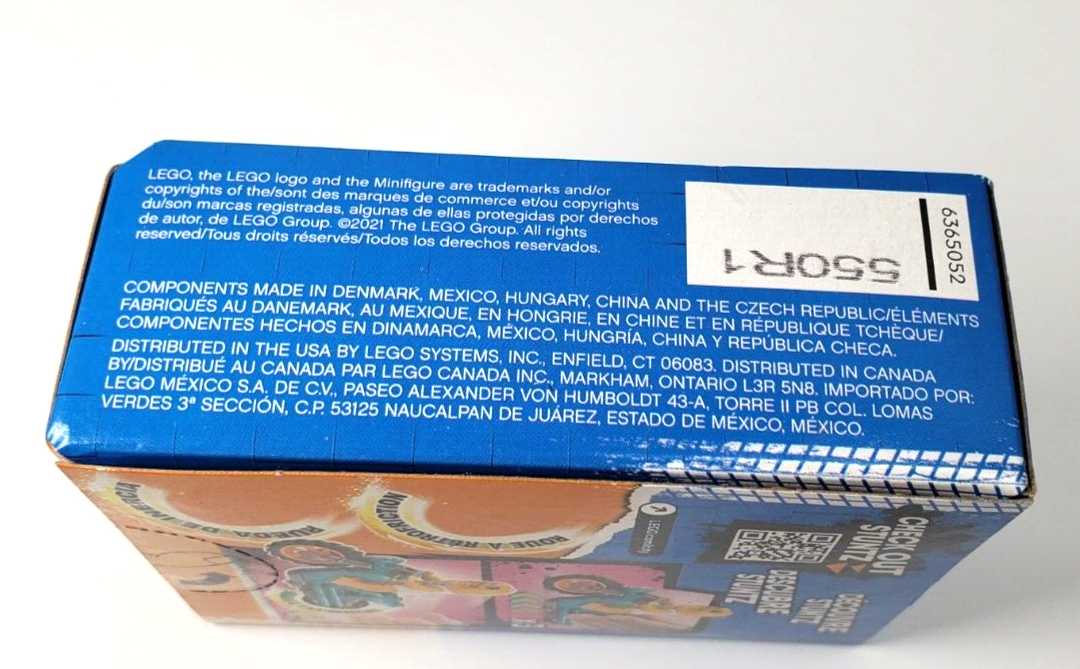 LEGO, the LEGO logo and the Minifigure are trademarks and/or
copyrights of the/sont des marques de commerce et/ou copyrights
du/son marcas registradas, algunas de ellas protegidas por derechos
de autor, de LEGO Group. ©2021 The LEGO Group. All rights
reserved/Tous droits réservés/Todos los derechos reservados.
550R1
6365052
COMPONENTS MADE IN DENMARK, MEXICO, HUNGARY, CHINA AND THE CZECH REPUBLIC/ÉLÉMENTS
FABRIQUÉS AU DANEMARK, AU MEXIQUE, EN HONGRIE, EN CHINE ET EN RÉPUBLIQUE TCHÈQUE/
COMPONENTES HECHOS EN DINAMARCA, MÉXICO, HUNGRÍA, CHINA Y REPÚBLICA CHECA.
DISTRIBUTED IN THE USA BY LEGO SYSTEMS, INC., ENFIELD, CT 06083. DISTRIBUTED IN CANADA
BY/DISTRIBUÉ AU CANADA PAR LEGO CANADA INC., MARKHAM, ONTARIO L3R 5N8. IMPORTADO POR:
LEGO MÉXICO S.A. DE C.V., PASEO ALEXANDER VON HUMBOLDT 43-A, TORRE II PB COL. LOMAS
VERDES 3ª SECCIÓN, C.P. 53125 NAUCALPAN DE JUÁREZ, ESTADO DE MÉXICO, MÉXICO.
ROUE À RÉTROFRICTION
RUEDA DE INERCIA
CHECK OUT
STUNTZ
DESCUBRE
STUNTZ
DÉCOUVRE
STUNTZ